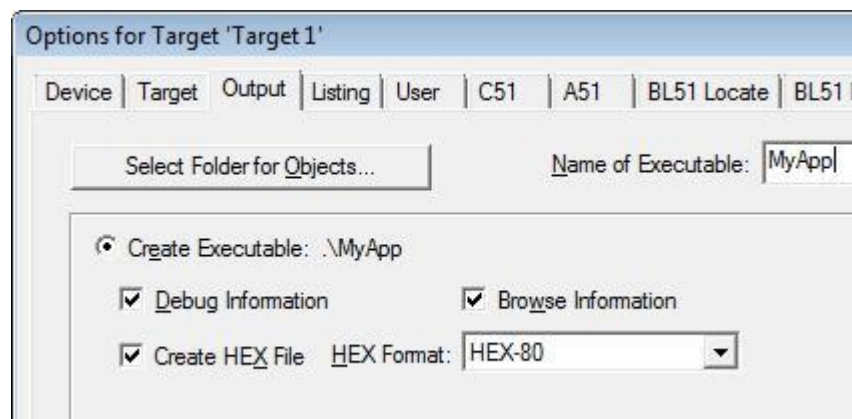 Options for Target 'Target 1'
Device Target Output Listing User C51 A51 BL51 Locate BL51
Select Folder for Objects... Name of Executable: MyApp
Create Executable: .\MyApp
Debug Information Browse Information
Create HEX File HEX Format: HEX-80